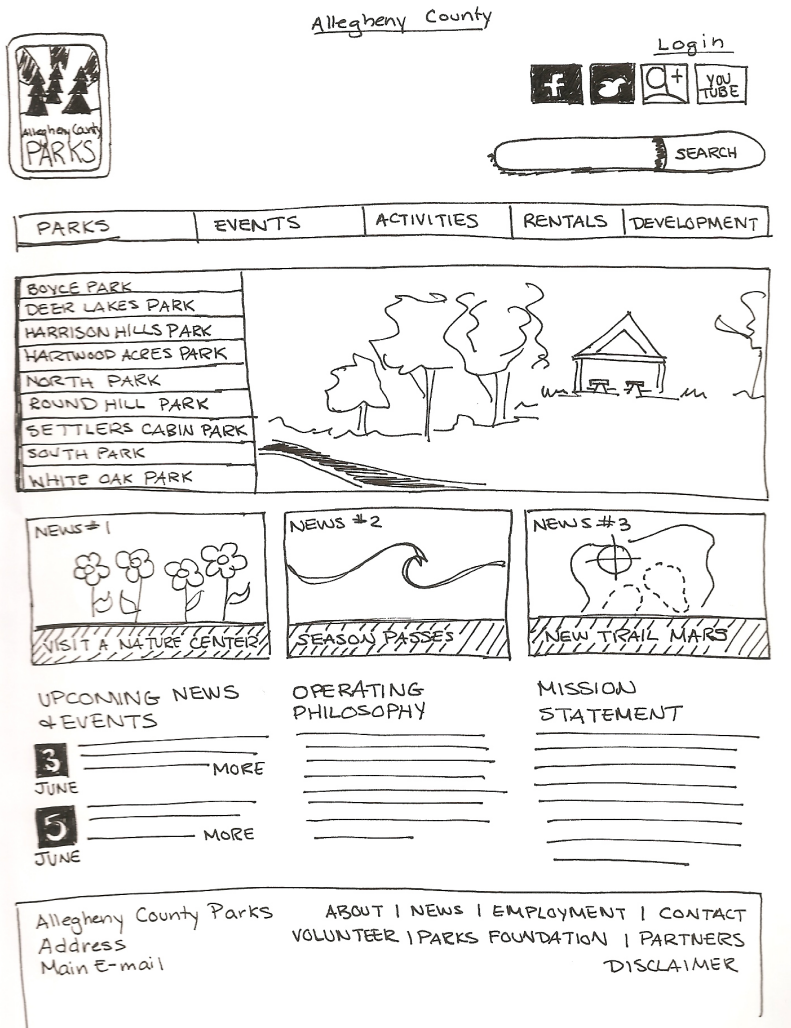 Allegheny County
Login
f
g+
YOU
TUBE
Allegheny County
PARKS
SEARCH
PARKS
EVENTS
ACTIVITIES
RENTALS
DEVELOPMENT
BOYCE PARK
DEER LAKES PARK
HARRISON HILLS PARK
HARTWOOD ACRES PARK
NORTH PARK
ROUND HILL PARK
SETTLERS CABIN PARK
SOUTH PARK
WHITE OAK PARK
NEWS #1
VISIT A NATURE CENTER
NEWS #2
SEASON PASSES
NEWS #3
NEW TRAIL MAPS
UPCOMING NEWS
& EVENTS
3
JUNE
MORE
5
JUNE
MORE
OPERATING
PHILOSOPHY
MISSION
STATEMENT
Allegheny County Parks
Address
Main E-mail
ABOUT | NEWS | EMPLOYMENT | CONTACT
VOLUNTEER | PARKS FOUNDATION | PARTNERS
DISCLAIMER